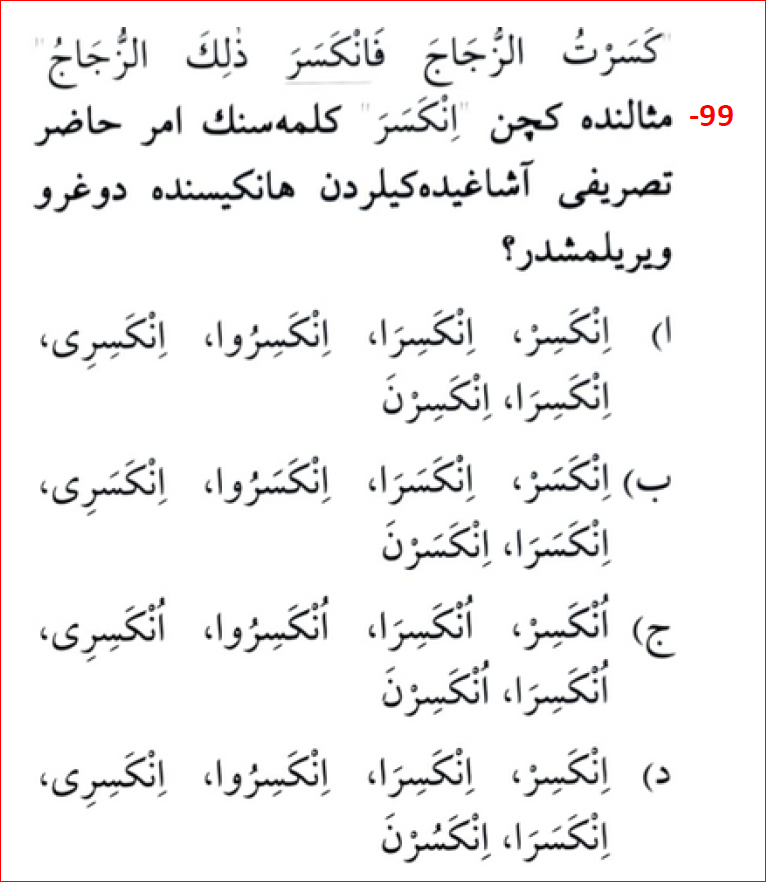 "كَسَرْتُ الزُّجَاجَ فَانْكَسَرَ ذٰلِكَ الزُّجَاجُ"
99- مثالنده كچن "اِنْكَسَرَ" كلمه‌سنك امر حاضر
تصريفى آشاغيده‌كيلردن هانكيسنده دوغرو
ويريلمشدر؟
ا) اِنْكَسِرْ، اِنْكَسِرَا، اِنْكَسِرُوا، اِنْكَسِرِى،
اِنْكَسِرَا، اِنْكَسِرْنَ
ب) اِنْكَسَرْ، اِنْكَسَرَا، اِنْكَسَرُوا، اِنْكَسَرِى،
اِنْكَسَرَا، اِنْكَسَرْنَ
ج) اُنْكَسِرْ، اُنْكَسِرَا، اُنْكَسِرُوا، اُنْكَسِرِى،
اُنْكَسِرَا، اُنْكَسِرْنَ
د) اِنْكَسِرْ، اِنْكَسِرَا، اِنْكَسِرُوا، اِنْكَسِرِى،
اِنْكَسَرَا، اِنْكَسُرْنَ